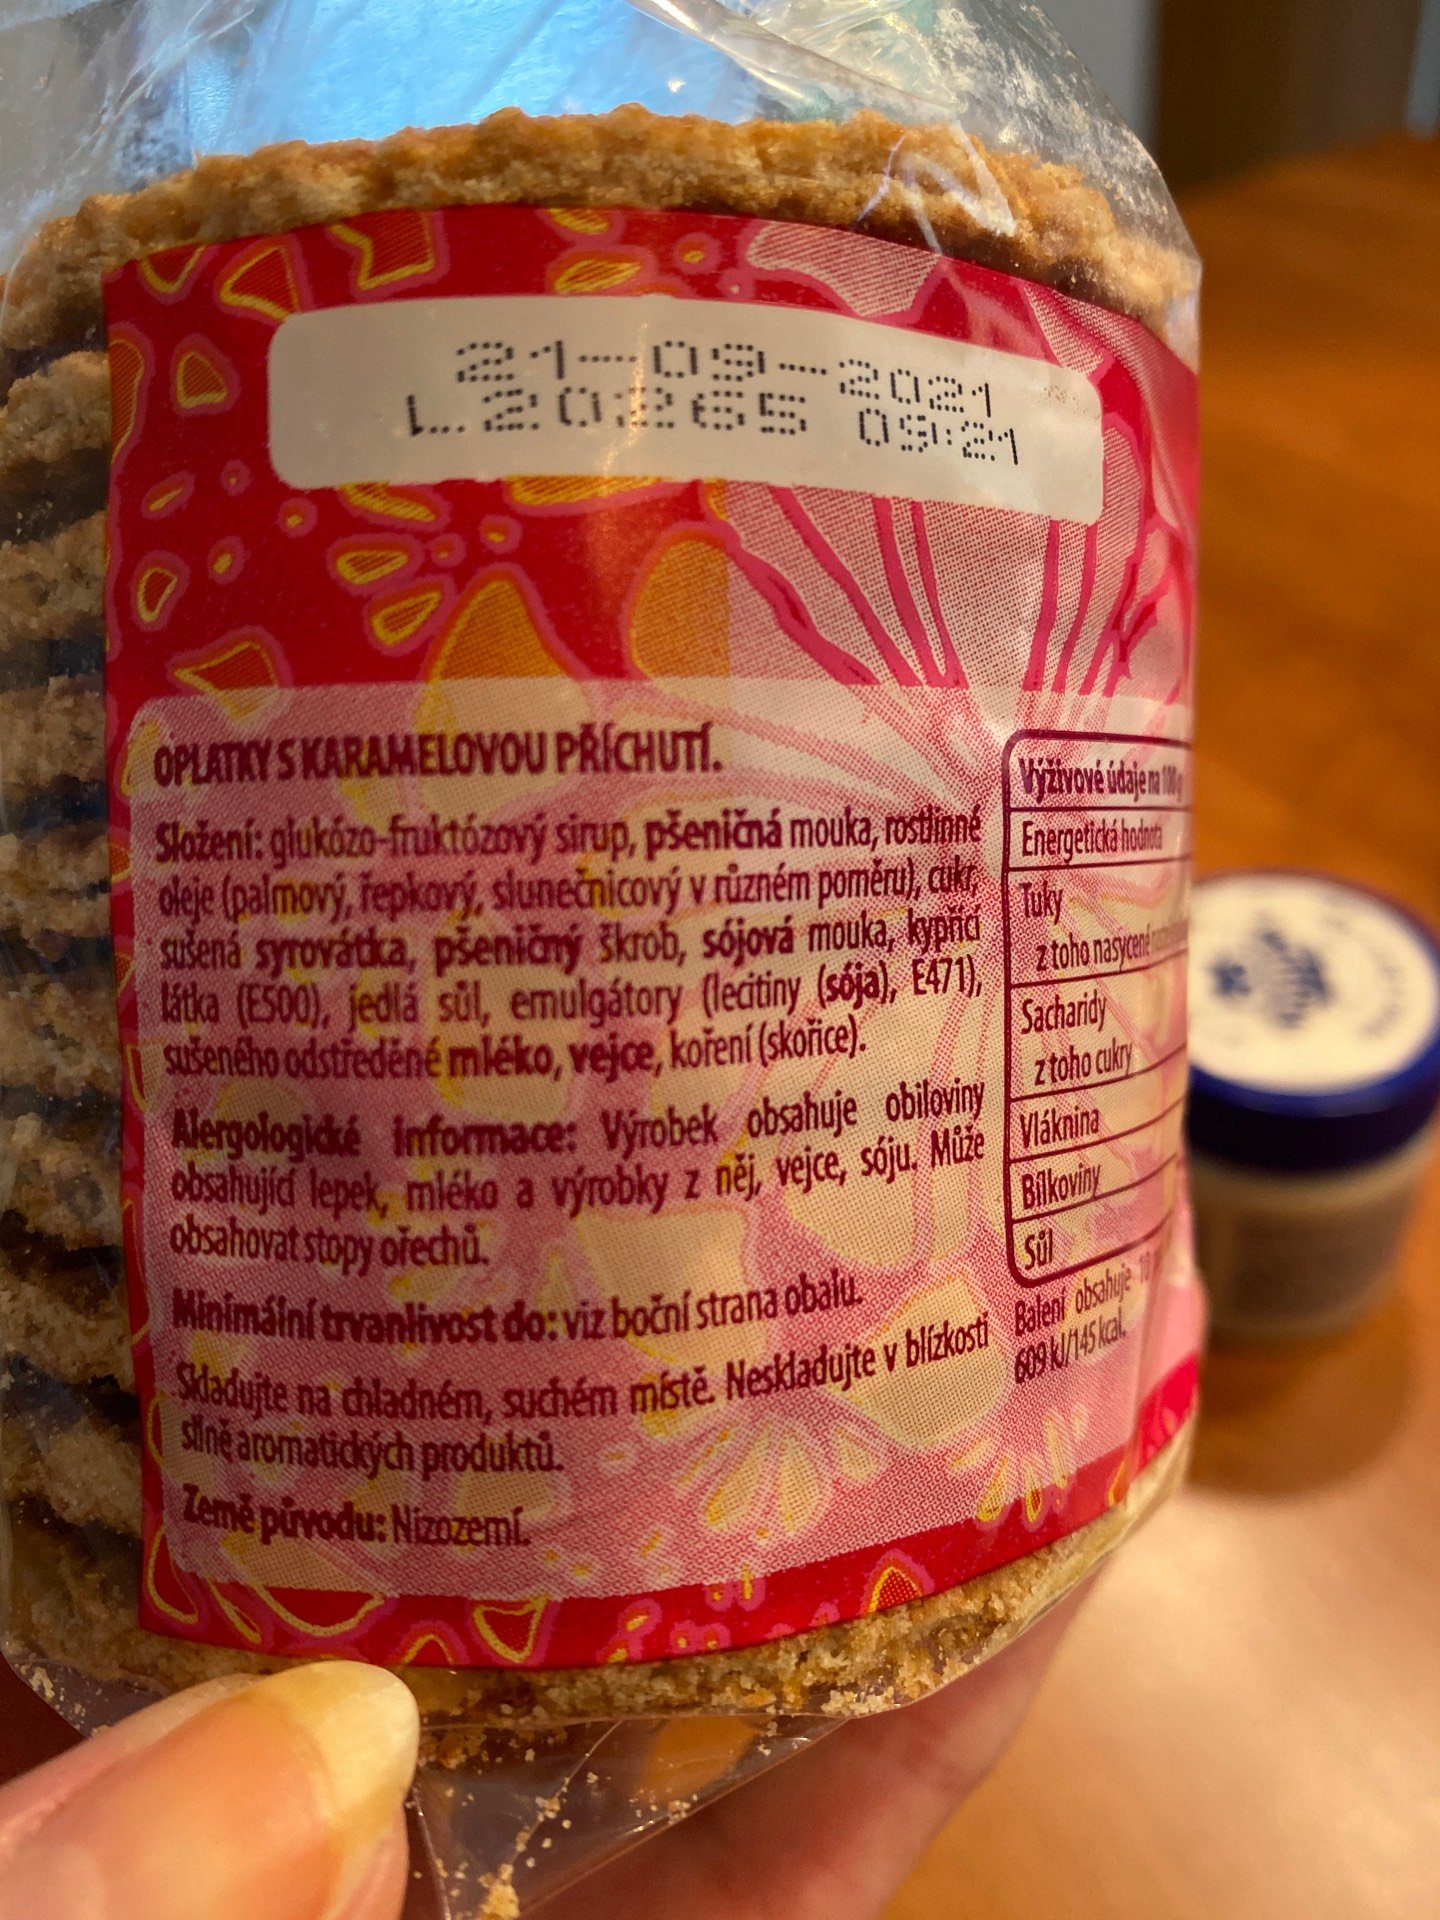 21-09-2021
L 20265 09:21
OPLATKY S KARAMELOVOU PŘÍCHUTÍ.
Složení: glukózo-fruktózový sirup, pšeničná mouka, rostlinné
oleje (palmový, řepkový, slunečnicový v různém poměru), cukr,
sušená syrovátka, pšeničný škrob, sójová mouka, kypřící
látka (E500), jedlá sůl, emulgátory (lecitiny (sója), E471),
sušeného odstředěné mléko, vejce, koření (skořice).
Alergologické informace: Výrobek obsahuje obiloviny
obsahující lepek, mléko a výrobky z něj, vejce, sóju. Může
obsahovat stopy ořechů.
Minimální trvanlivost do: viz boční strana obalu.
Skladujte na chladném, suchém místě. Neskladujte v blízkosti
silně aromatických produktů.
Země původu: Nizozemí.
Výživové údaje na 100 g
Energetická hodnota
Tuky
z toho nasycené
Sacharidy
z toho cukry
Vláknina
Bílkoviny
Sůl
Balení obsahuje 10
609 kJ/145 kcal.